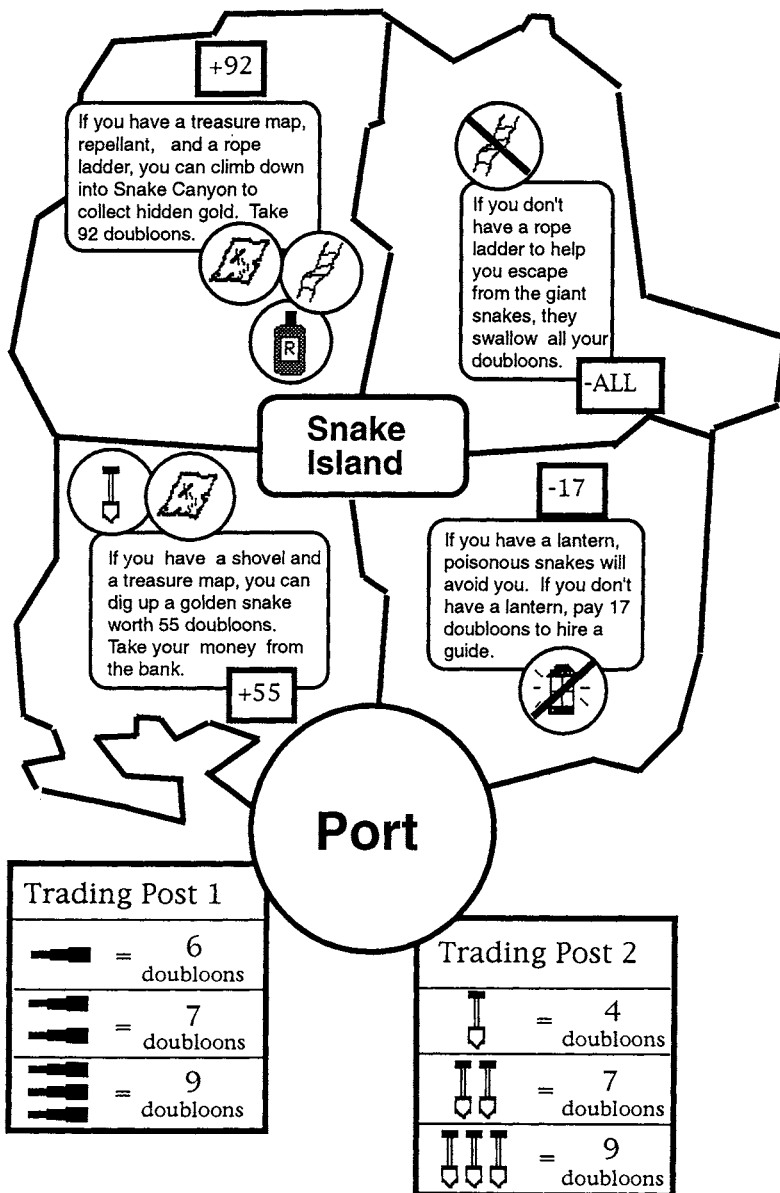 +92
If you have a treasure map,
repellant, and a rope
ladder, you can climb down
into Snake Canyon to
collect hidden gold. Take
92 doubloons.
R
If you don't
have a rope
ladder to help
you escape
from the giant
snakes, they
swallow all your
doubloons.
-ALL
Snake
Island
If you have a shovel and
a treasure map, you can
dig up a golden snake
worth 55 doubloons.
Take your money from
the bank.
+55
-17
If you have a lantern,
poisonous snakes will
avoid you. If you don't
have a lantern, pay 17
doubloons to hire a
guide.
Port
Trading Post 1
= 6
doubloons
= 7
doubloons
= 9
doubloons
Trading Post 2
= 4
doubloons
= 7
doubloons
= 9
doubloons